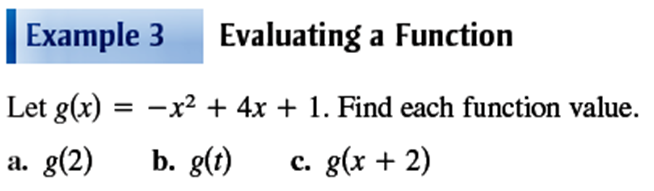 Example 3 Evaluating a Function
Let g(x) = −x² + 4x + 1. Find each function value.
a. g(2) b. g(t) c. g(x + 2)